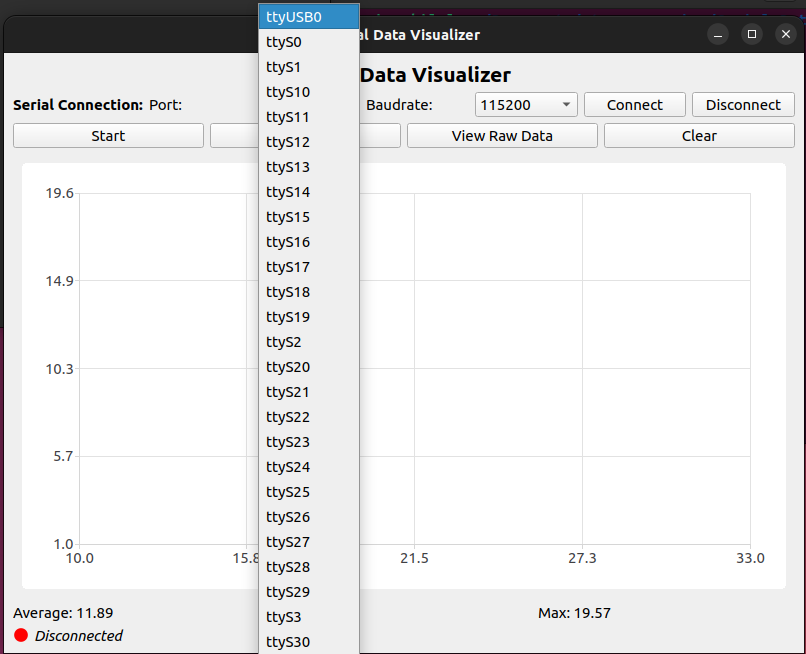 al Data Visualizer
Data Visualizer
Serial Connection: Port: Baudrate: 115200 Connect Disconnect
Start View Raw Data Clear
ttyUSB0
ttyS0
ttyS1
ttyS10
ttyS11
ttyS12
ttyS13
ttyS14
ttyS15
ttyS16
ttyS17
ttyS18
ttyS19
ttyS2
ttyS20
ttyS21
ttyS22
ttyS23
ttyS24
ttyS25
ttyS26
ttyS27
ttyS28
ttyS29
ttyS3
ttyS30
19.6
14.9
10.3
5.7
1.0
10.0 15.8 21.5 27.3 33.0
Average: 11.89 Max: 19.57
Disconnected